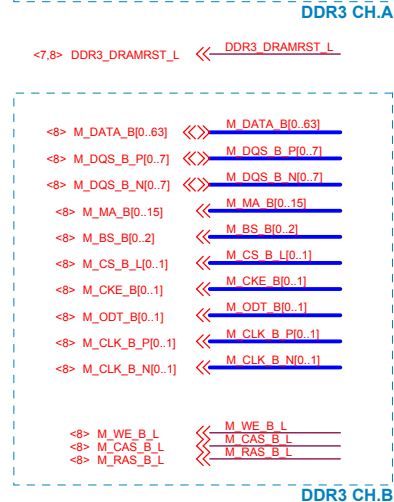 DDR3 CH.A
<7,8> DDR3_DRAMRST_L DDR3_DRAMRST_L
<8> M_DATA_B[0..63] M_DATA_B[0..63]
<8> M_DQS_B_P[0..7] M_DQS_B_P[0..7]
<8> M_DQS_B_N[0..7] M_DQS_B_N[0..7]
<8> M_MA_B[0..15] M_MA_B[0..15]
<8> M_BS_B[0..2] M_BS_B[0..2]
<8> M_CS_B_L[0..1] M_CS_B_L[0..1]
<8> M_CKE_B[0..1] M_CKE_B[0..1]
<8> M_ODT_B[0..1] M_ODT_B[0..1]
<8> M_CLK_B_P[0..1] M_CLK_B_P[0..1]
<8> M_CLK_B_N[0..1] M_CLK_B_N[0..1]
<8> M_WE_B_L M_WE_B_L
<8> M_CAS_B_L M_CAS_B_L
<8> M_RAS_B_L M_RAS_B_L
DDR3 CH.B